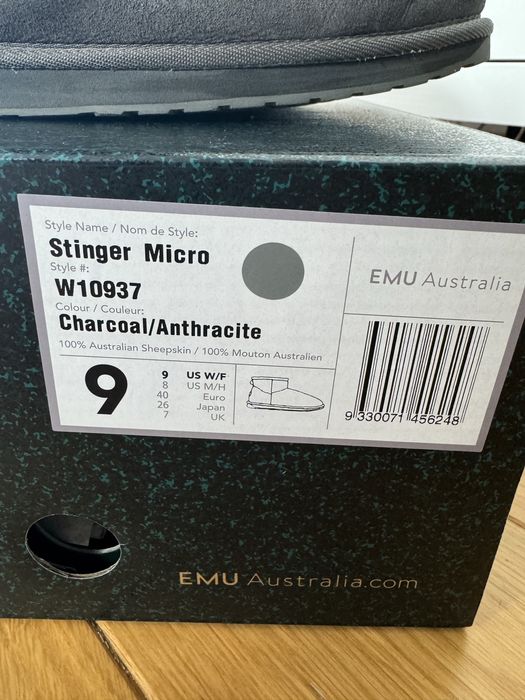 Style Name / Nom de Style:
Stinger Micro
Style #:
W10937
Colour / Couleur:
Charcoal/Anthracite
100% Australian Sheepskin / 100% Mouton Australien
9
9 US W/F
8 US M/H
40 Euro
26 Japan
7 UK
EMU Australia
9 330071 456248
EMU Australia.com